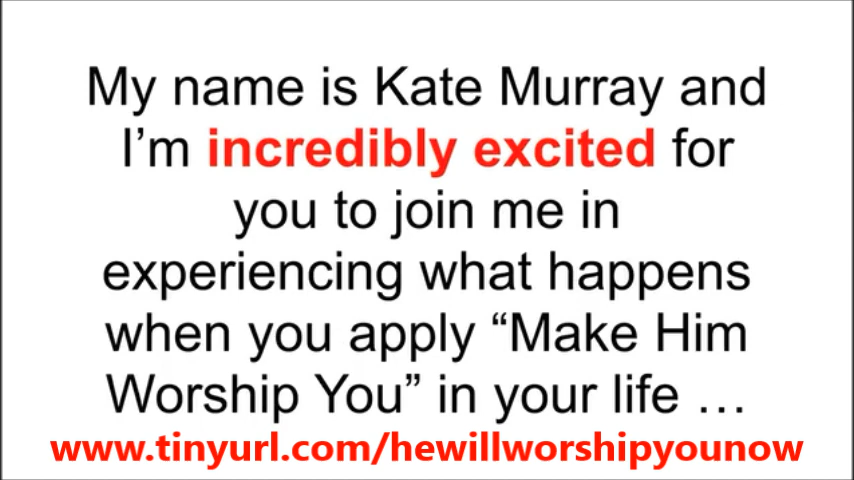 My name is Kate Murray and
I’m incredibly excited for
you to join me in
experiencing what happens
when you apply “Make Him
Worship You” in your life …
www.tinyurl.com/hewillworshipyounow